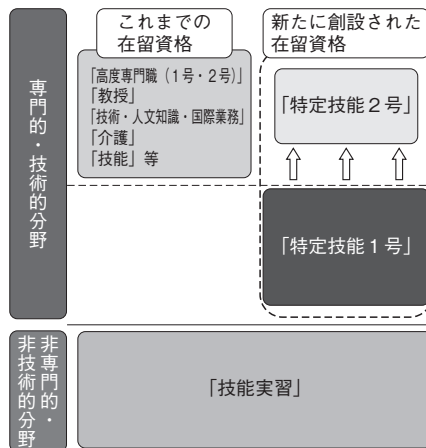 これまでの
在留資格
新たに創設された
在留資格
専門的・技術的分野
「高度専門職（1号・2号）」
「教授」
「技術・人文知識・国際業務」
「介護」
「技能」等
「特定技能２号」
「特定技能１号」
非専門的・
非技術的分野
「技能実習」